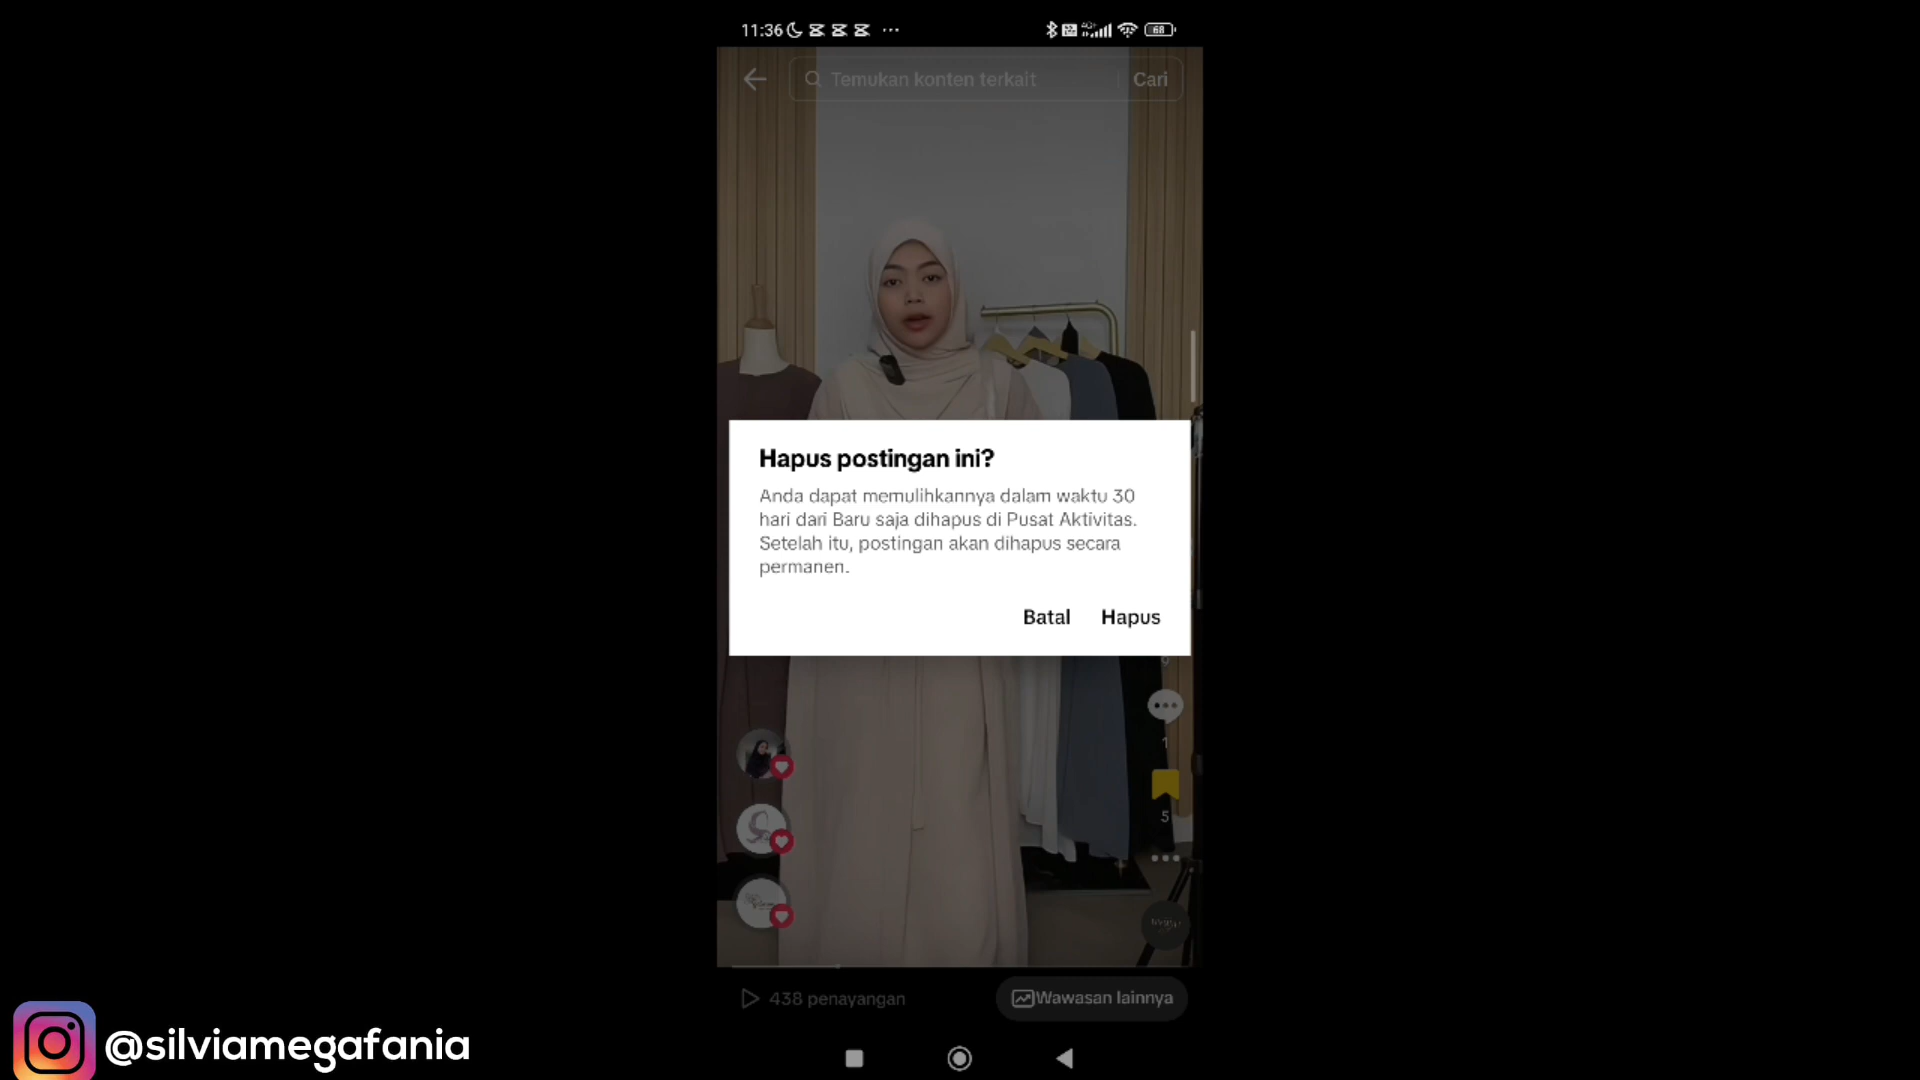 11:36
4G+
68
Temukan konten terkait
Cari
Hapus postingan ini?
Anda dapat memulihkannya dalam waktu 30
hari dari Baru saja dihapus di Pusat Aktivitas.
Setelah itu, postingan akan dihapus secara
permanen.
Batal
Hapus
1
5
438 penayangan
Wawasan lainnya
@silviamegafania